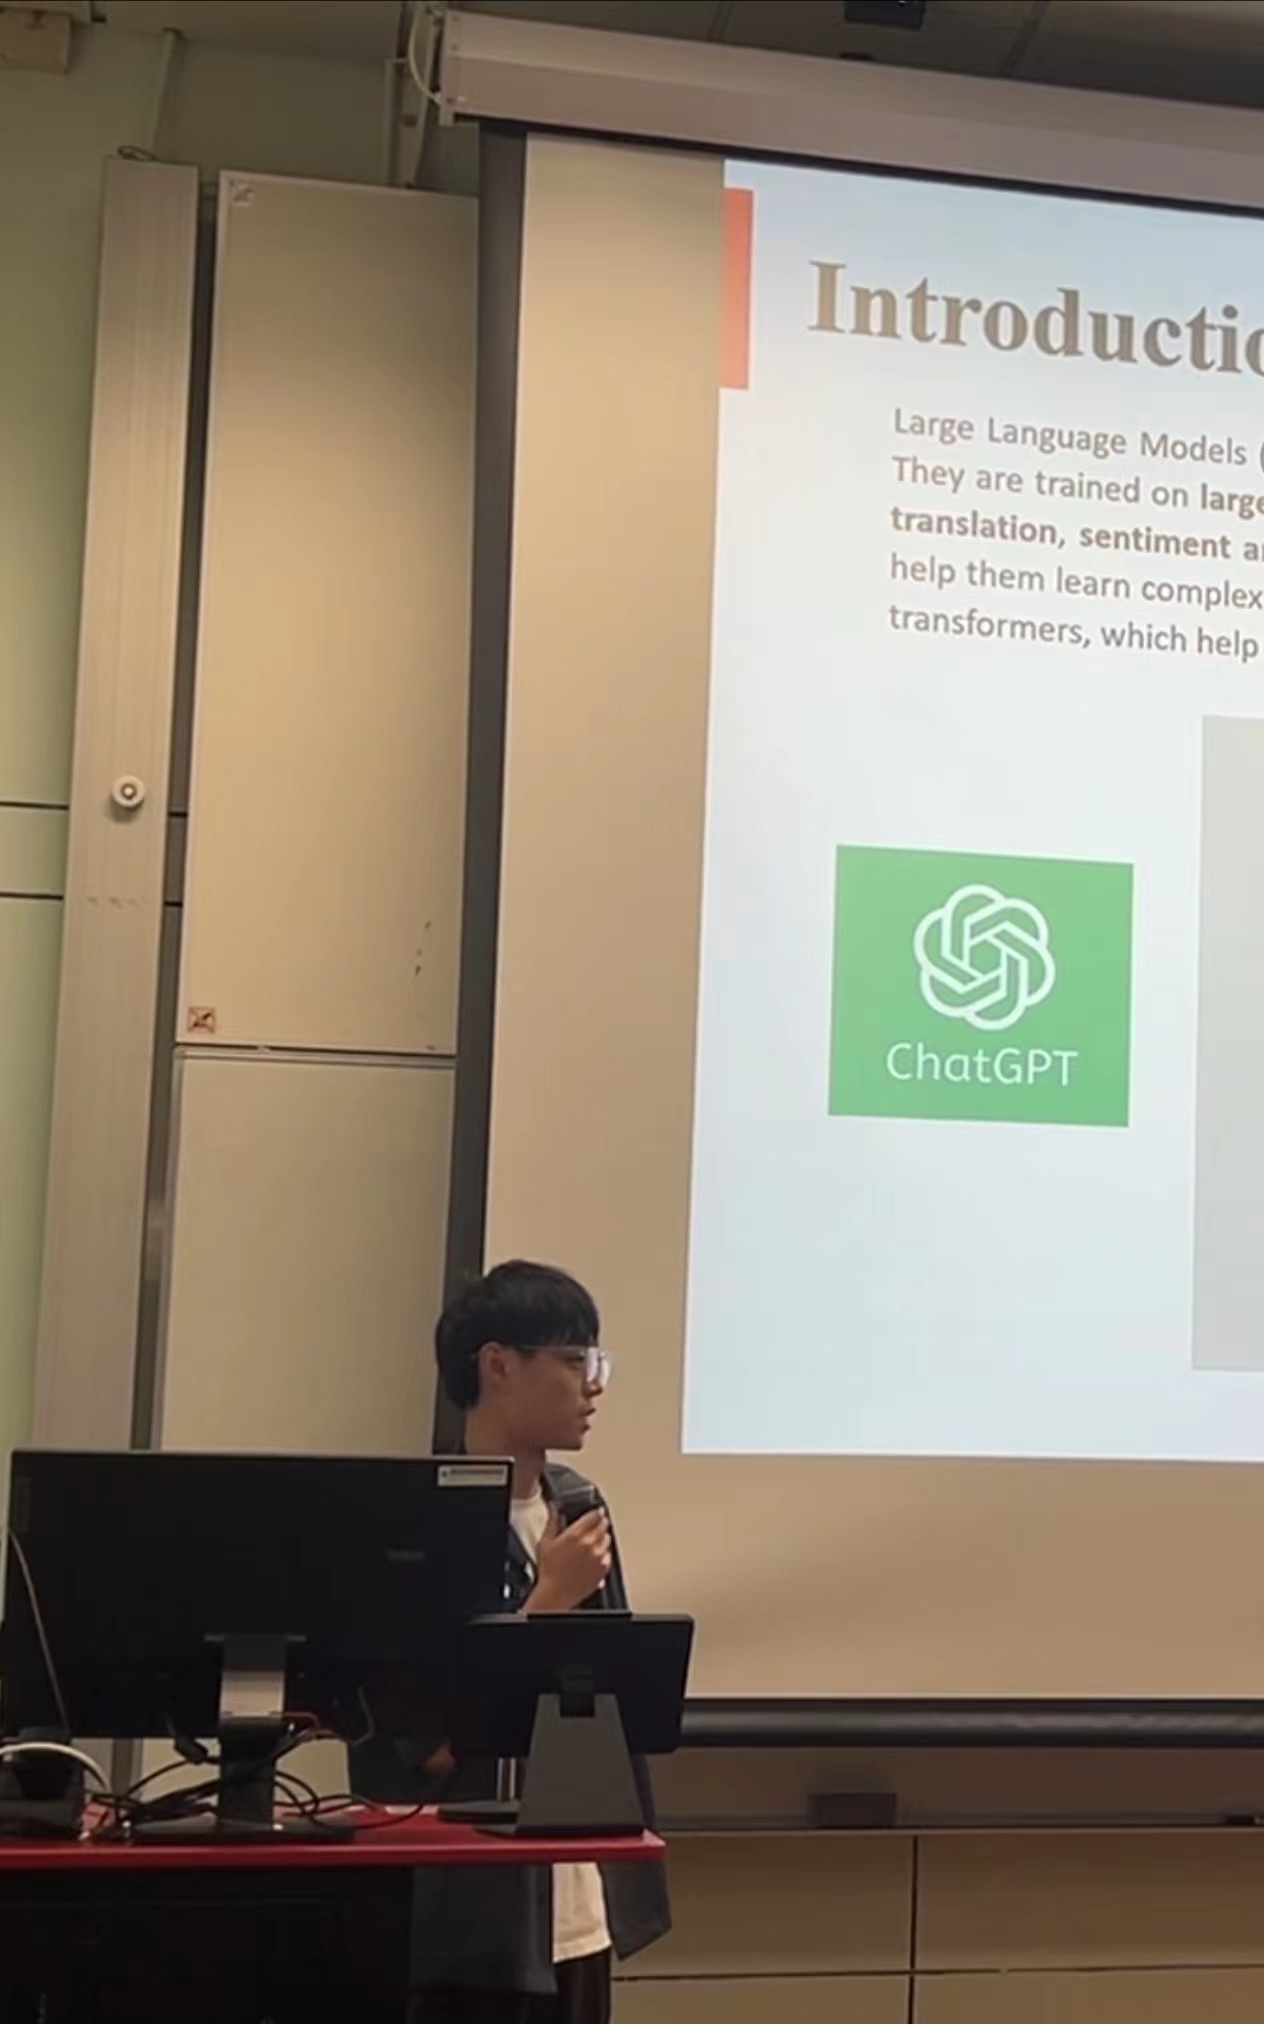 Introductio
Large Language Models (
They are trained on large
translation, sentiment a
help them learn complex
transformers, which help
ChatGPT